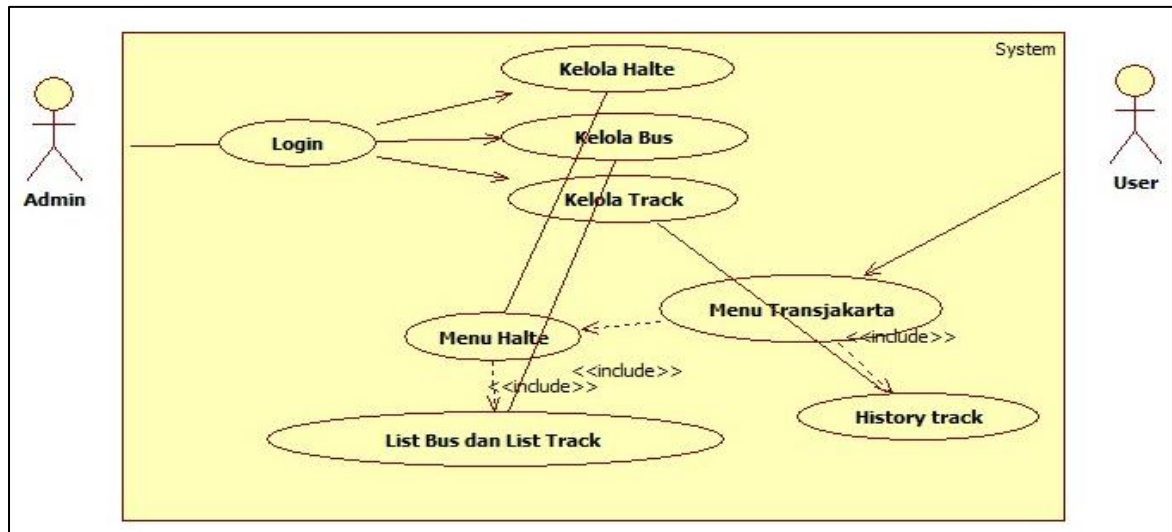 System
Kelola Halte
Kelola Bus
Login
Kelola Track
Admin
User
Menu Transjakarta
Menu Halte
<<include>>
<<include>>
<<include>>
History track
List Bus dan List Track